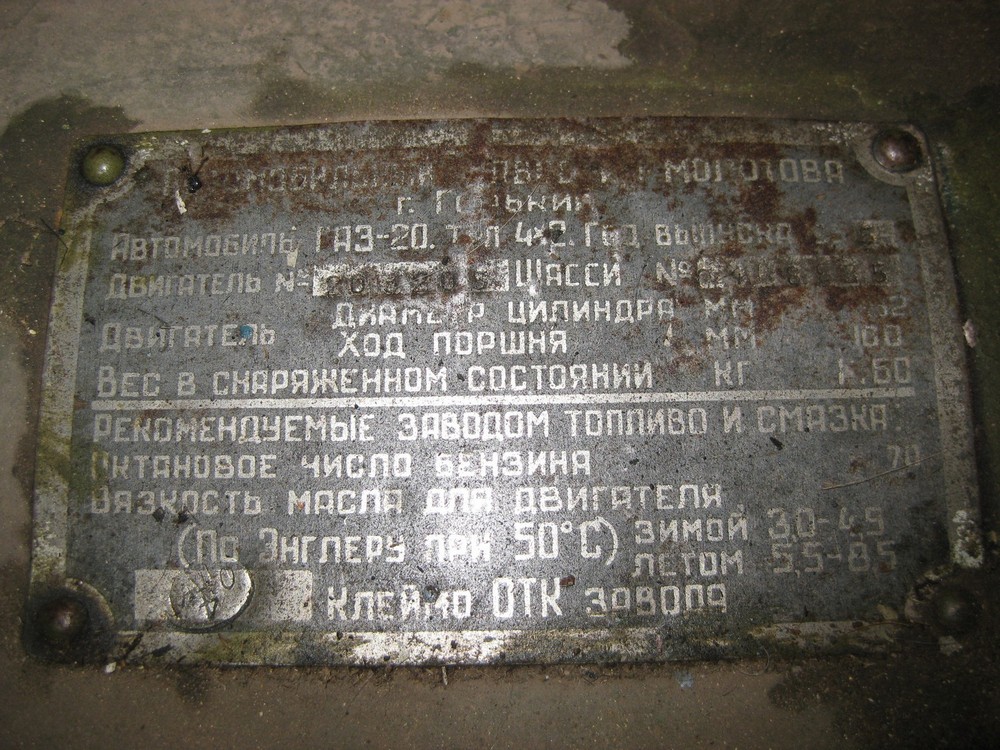 МОЛОТОВА
г. Горький
Автомобиль ГАЗ-20. Тип 4х2. Год выпуска
Двигатель № Шасси №
Диаметр цилиндра мм
Двигатель Ход поршня мм 100
Вес в снаряженном состоянии кг
Рекомендуемые заводом топливо и смазка
Октановое число бензина 70
Вязкость масла для двигателя
(По Энглеру при 50°С) зимой 3,0-4,9
летом 5,5-8,5
Клеймо ОТК завода